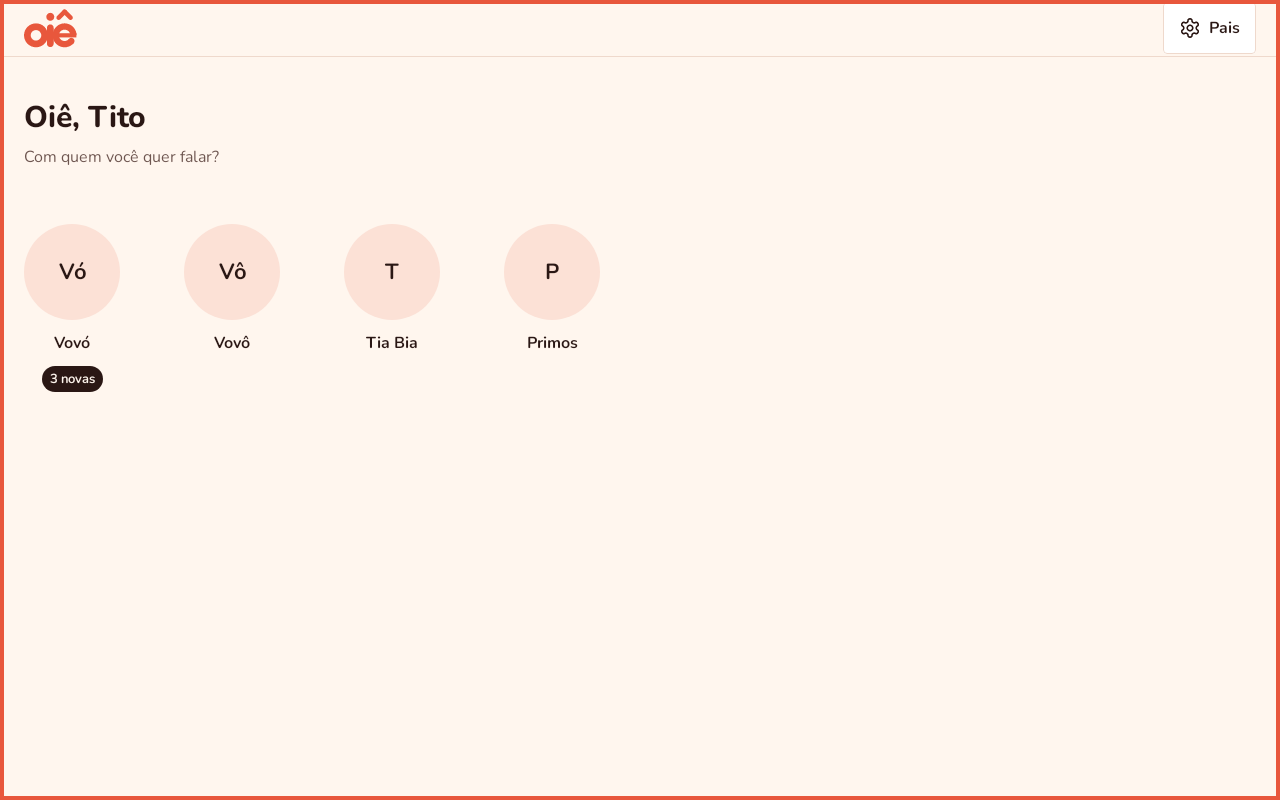 oiê
Pais
Oiê, Tito
Com quem você quer falar?
Vó
Vô
T
P
Vovó
Vovô
Tia Bia
Primos
3 novas